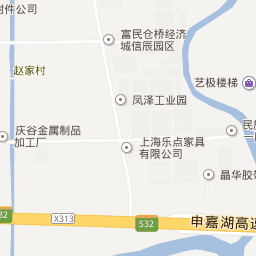 付件公司
富民仓桥经济
城信辰园区
赵家村
艺极楼梯
凤泽工业园
民
庆谷金属制品
加工厂
上海乐点家具
有限公司
晶华胶
32
X313
S32
申嘉湖高速